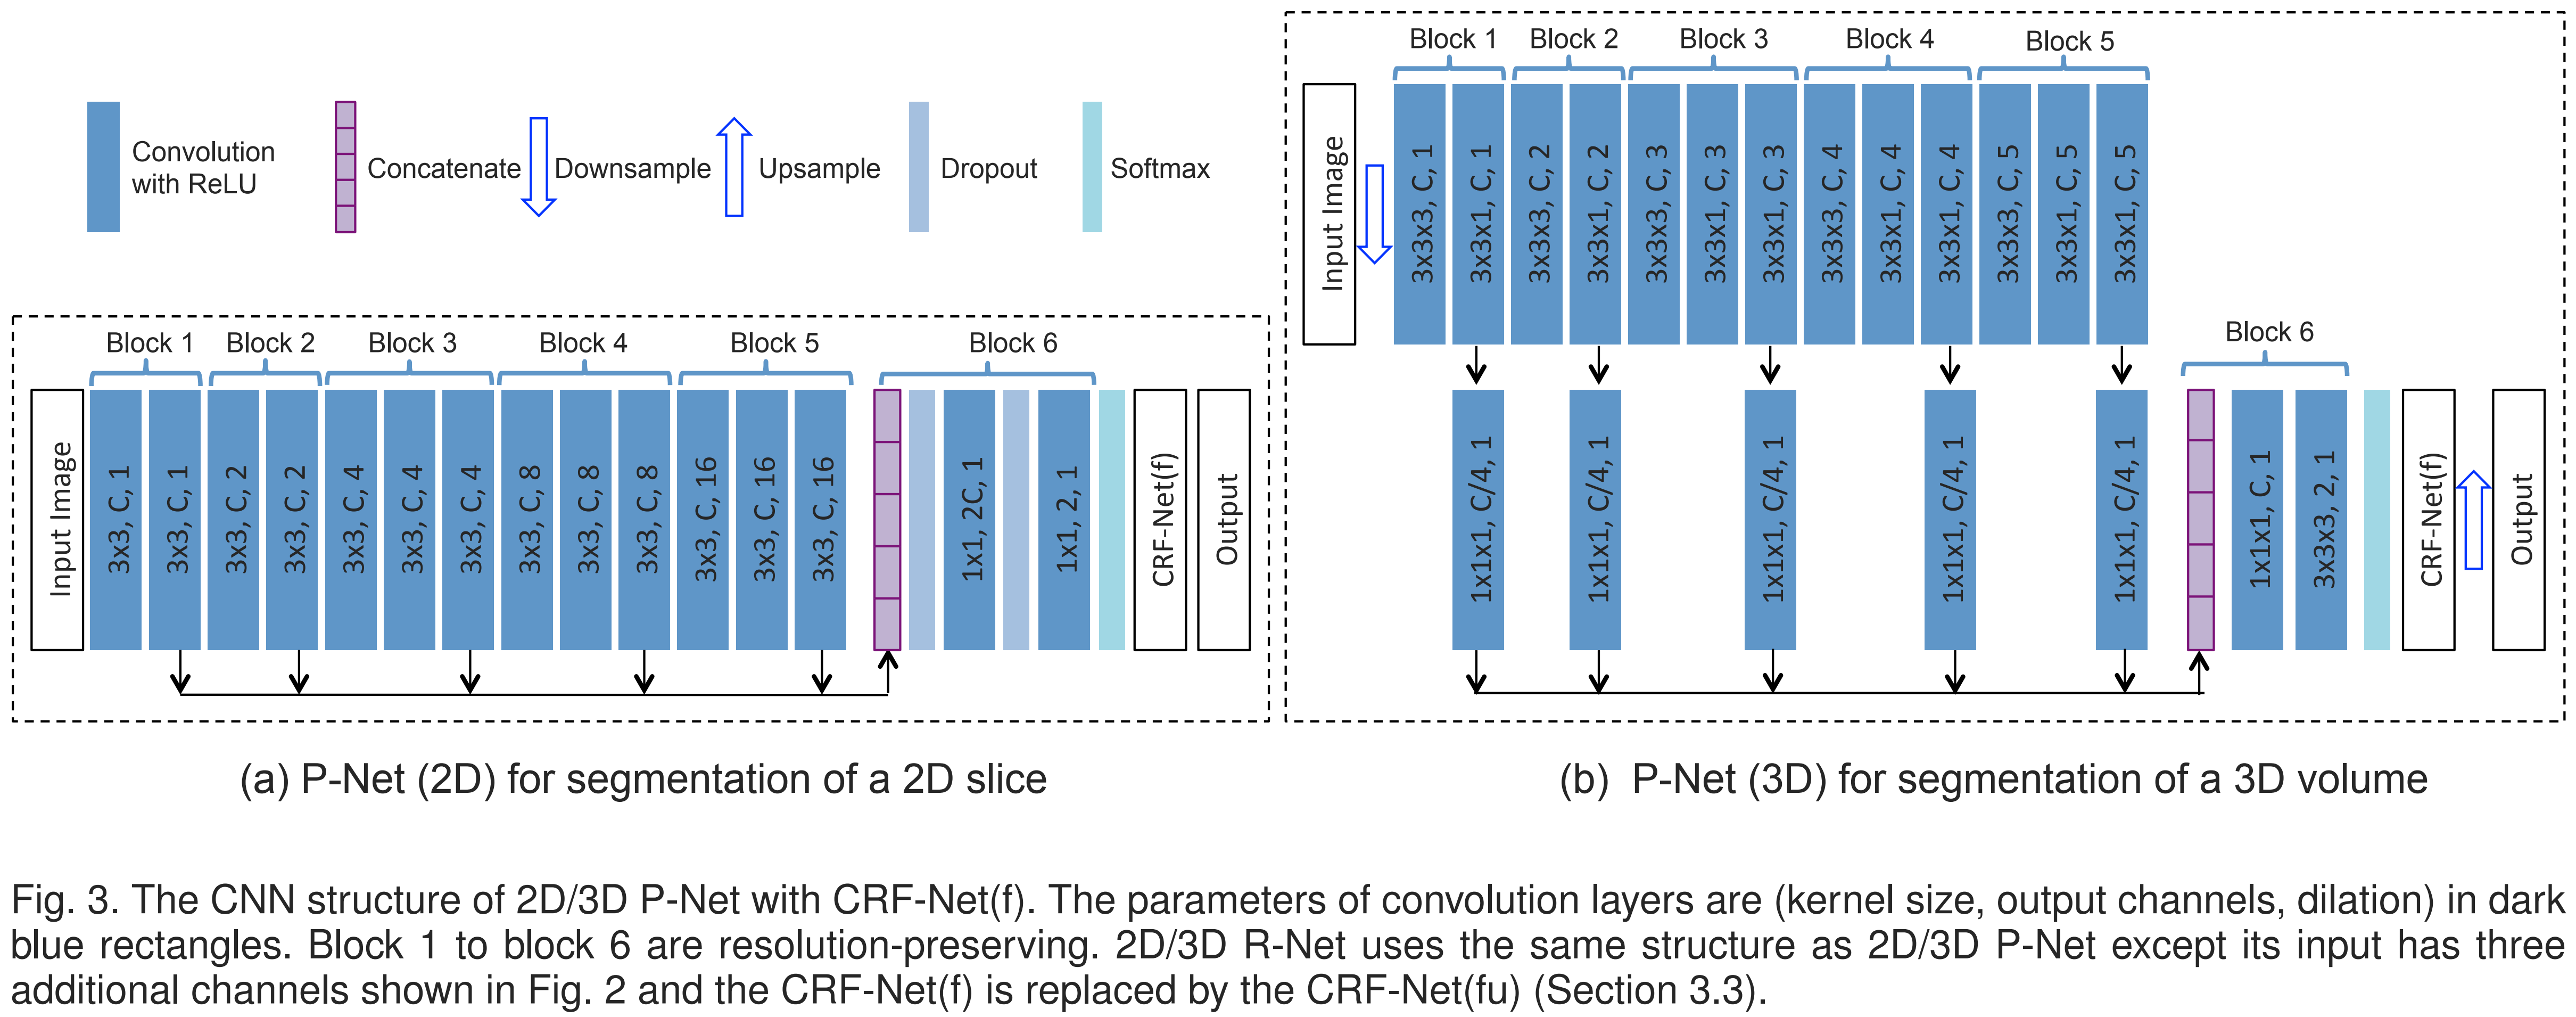 Convolution
with ReLU
Concatenate
Downsample
Upsample
Dropout
Softmax
Block 1
Block 2
Block 3
Block 4
Block 5
Block 6
Input Image
3x3, C, 1
3x3, C, 1
3x3, C, 2
3x3, C, 2
3x3, C, 4
3x3, C, 4
3x3, C, 4
3x3, C, 8
3x3, C, 8
3x3, C, 8
3x3, C, 16
3x3, C, 16
3x3, C, 16
1x1, 2C, 1
1x1, 2, 1
CRF-Net(f)
Output
(a) P-Net (2D) for segmentation of a 2D slice
Block 1
Block 2
Block 3
Block 4
Block 5
Input Image
3x3x3, C, 1
3x3x1, C, 1
3x3x3, C, 2
3x3x1, C, 2
3x3x3, C, 3
3x3x1, C, 3
3x3x1, C, 3
3x3x3, C, 4
3x3x1, C, 4
3x3x1, C, 4
3x3x3, C, 5
3x3x1, C, 5
3x3x1, C, 5
1x1x1, C/4, 1
1x1x1, C/4, 1
1x1x1, C/4, 1
1x1x1, C/4, 1
1x1x1, C/4, 1
Block 6
1x1x1, C, 1
3x3x3, 2, 1
CRF-Net(f)
Output
(b) P-Net (3D) for segmentation of a 3D volume
Fig. 3. The CNN structure of 2D/3D P-Net with CRF-Net(f). The parameters of convolution layers are (kernel size, output channels, dilation) in dark
blue rectangles. Block 1 to block 6 are resolution-preserving. 2D/3D R-Net uses the same structure as 2D/3D P-Net except its input has three
additional channels shown in Fig. 2 and the CRF-Net(f) is replaced by the CRF-Net(fu) (Section 3.3).